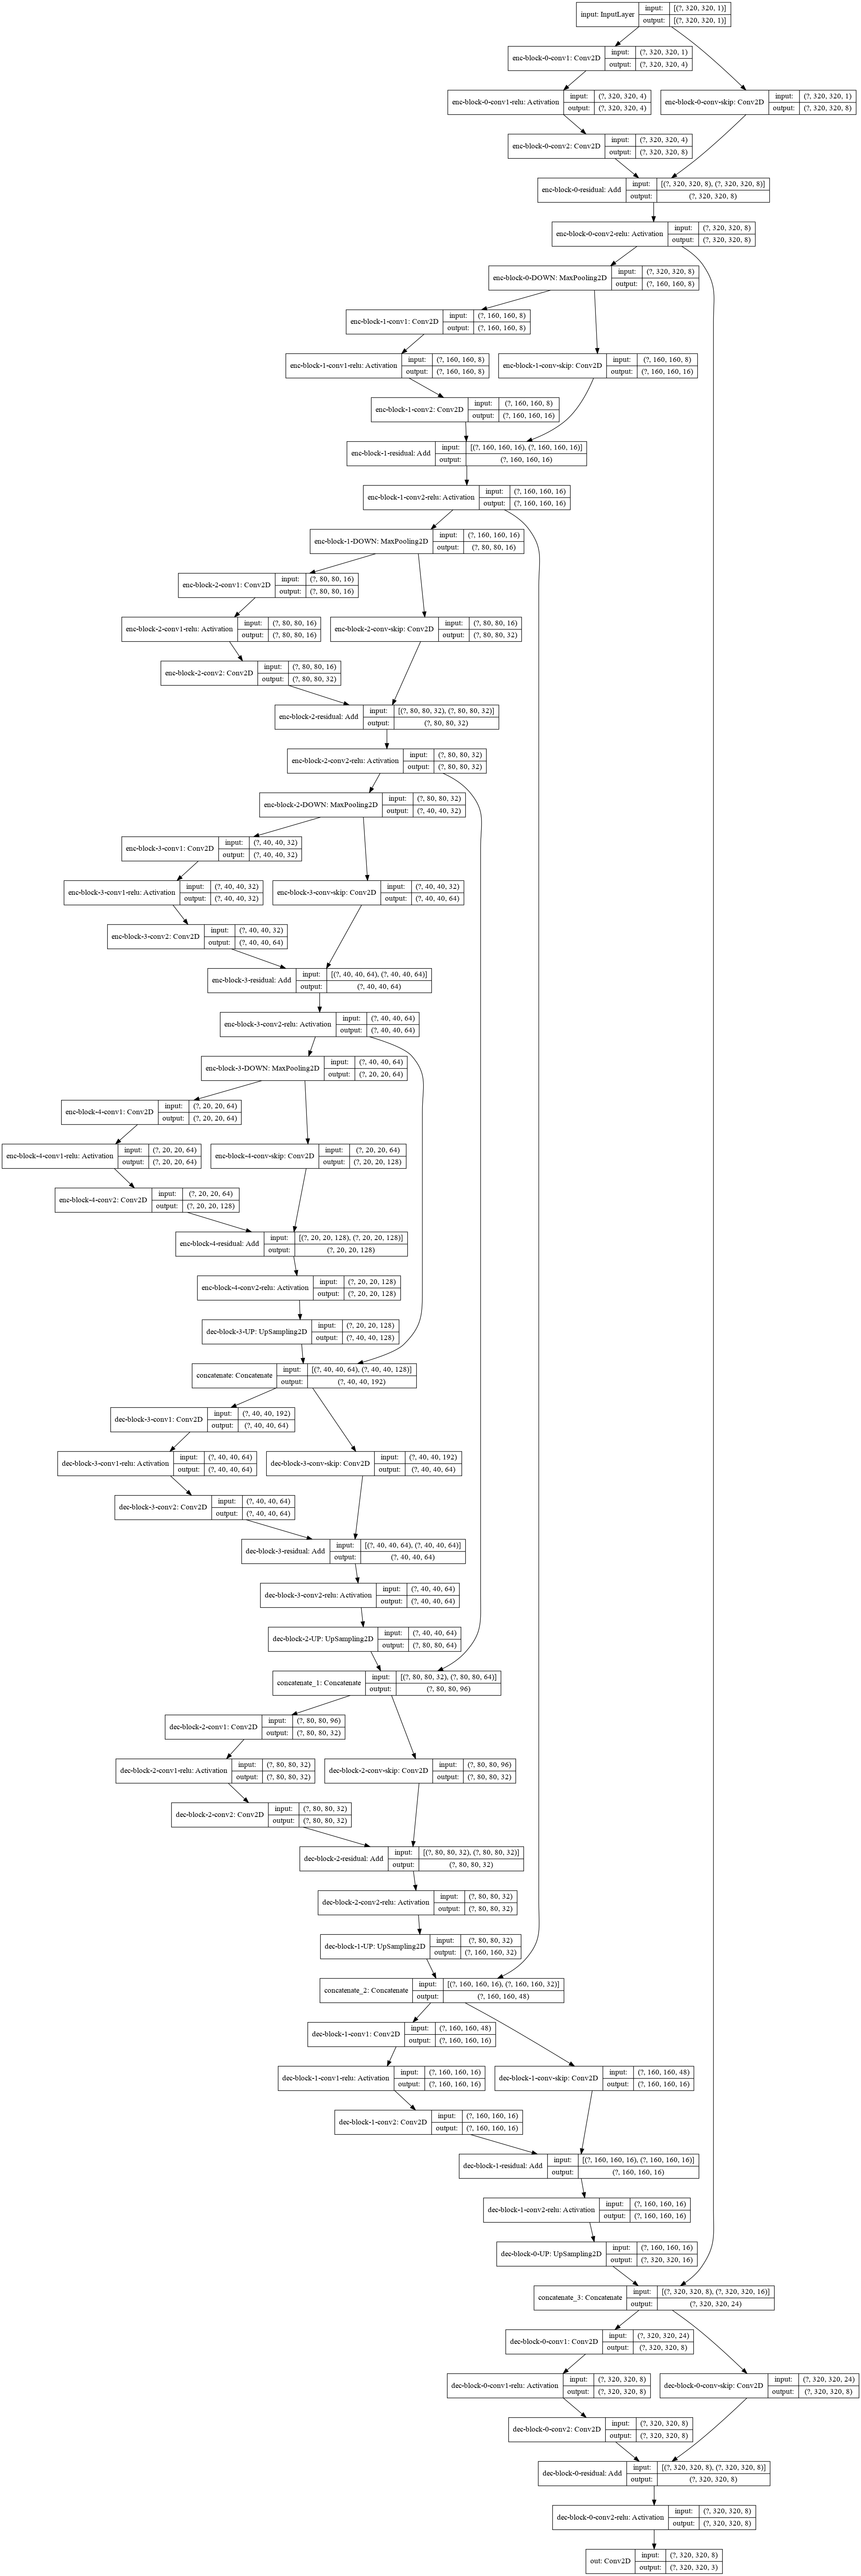 input: InputLayer input: [(?, 320, 320, 1)]
output: [(?, 320, 320, 1)]
enc-block-0-conv1: Conv2D input: (?, 320, 320, 1)
output: (?, 320, 320, 4)
enc-block-0-conv1-relu: Activation input: (?, 320, 320, 4)
output: (?, 320, 320, 4)
enc-block-0-conv-skip: Conv2D input: (?, 320, 320, 1)
output: (?, 320, 320, 8)
enc-block-0-conv2: Conv2D input: (?, 320, 320, 4)
output: (?, 320, 320, 8)
enc-block-0-residual: Add input: [(?, 320, 320, 8), (?, 320, 320, 8)]
output: (?, 320, 320, 8)
enc-block-0-conv2-relu: Activation input: (?, 320, 320, 8)
output: (?, 320, 320, 8)
enc-block-0-DOWN: MaxPooling2D input: (?, 320, 320, 8)
output: (?, 160, 160, 8)
enc-block-1-conv1: Conv2D input: (?, 160, 160, 8)
output: (?, 160, 160, 8)
enc-block-1-conv1-relu: Activation input: (?, 160, 160, 8)
output: (?, 160, 160, 8)
enc-block-1-conv-skip: Conv2D input: (?, 160, 160, 8)
output: (?, 160, 160, 16)
enc-block-1-conv2: Conv2D input: (?, 160, 160, 8)
output: (?, 160, 160, 16)
enc-block-1-residual: Add input: [(?, 160, 160, 16), (?, 160, 160, 16)]
output: (?, 160, 160, 16)
enc-block-1-conv2-relu: Activation input: (?, 160, 160, 16)
output: (?, 160, 160, 16)
enc-block-1-DOWN: MaxPooling2D input: (?, 160, 160, 16)
output: (?, 80, 80, 16)
enc-block-2-conv1: Conv2D input: (?, 80, 80, 16)
output: (?, 80, 80, 16)
enc-block-2-conv1-relu: Activation input: (?, 80, 80, 16)
output: (?, 80, 80, 16)
enc-block-2-conv-skip: Conv2D input: (?, 80, 80, 16)
output: (?, 80, 80, 32)
enc-block-2-conv2: Conv2D input: (?, 80, 80, 16)
output: (?, 80, 80, 32)
enc-block-2-residual: Add input: [(?, 80, 80, 32), (?, 80, 80, 32)]
output: (?, 80, 80, 32)
enc-block-2-conv2-relu: Activation input: (?, 80, 80, 32)
output: (?, 80, 80, 32)
enc-block-2-DOWN: MaxPooling2D input: (?, 80, 80, 32)
output: (?, 40, 40, 32)
enc-block-3-conv1: Conv2D input: (?, 40, 40, 32)
output: (?, 40, 40, 32)
enc-block-3-conv1-relu: Activation input: (?, 40, 40, 32)
output: (?, 40, 40, 32)
enc-block-3-conv-skip: Conv2D input: (?, 40, 40, 32)
output: (?, 40, 40, 64)
enc-block-3-conv2: Conv2D input: (?, 40, 40, 32)
output: (?, 40, 40, 64)
enc-block-3-residual: Add input: [(?, 40, 40, 64), (?, 40, 40, 64)]
output: (?, 40, 40, 64)
enc-block-3-conv2-relu: Activation input: (?, 40, 40, 64)
output: (?, 40, 40, 64)
enc-block-3-DOWN: MaxPooling2D input: (?, 40, 40, 64)
output: (?, 20, 20, 64)
enc-block-4-conv1: Conv2D input: (?, 20, 20, 64)
output: (?, 20, 20, 64)
enc-block-4-conv1-relu: Activation input: (?, 20, 20, 64)
output: (?, 20, 20, 64)
enc-block-4-conv-skip: Conv2D input: (?, 20, 20, 64)
output: (?, 20, 20, 128)
enc-block-4-conv2: Conv2D input: (?, 20, 20, 64)
output: (?, 20, 20, 128)
enc-block-4-residual: Add input: [(?, 20, 20, 128), (?, 20, 20, 128)]
output: (?, 20, 20, 128)
enc-block-4-conv2-relu: Activation input: (?, 20, 20, 128)
output: (?, 20, 20, 128)
dec-block-3-UP: UpSampling2D input: (?, 20, 20, 128)
output: (?, 40, 40, 128)
concatenate: Concatenate input: [(?, 40, 40, 64), (?, 40, 40, 128)]
output: (?, 40, 40, 192)
dec-block-3-conv1: Conv2D input: (?, 40, 40, 192)
output: (?, 40, 40, 64)
dec-block-3-conv1-relu: Activation input: (?, 40, 40, 64)
output: (?, 40, 40, 64)
dec-block-3-conv-skip: Conv2D input: (?, 40, 40, 192)
output: (?, 40, 40, 64)
dec-block-3-conv2: Conv2D input: (?, 40, 40, 64)
output: (?, 40, 40, 64)
dec-block-3-residual: Add input: [(?, 40, 40, 64), (?, 40, 40, 64)]
output: (?, 40, 40, 64)
dec-block-3-conv2-relu: Activation input: (?, 40, 40, 64)
output: (?, 40, 40, 64)
dec-block-2-UP: UpSampling2D input: (?, 40, 40, 64)
output: (?, 80, 80, 64)
concatenate_1: Concatenate input: [(?, 80, 80, 32), (?, 80, 80, 64)]
output: (?, 80, 80, 96)
dec-block-2-conv1: Conv2D input: (?, 80, 80, 96)
output: (?, 80, 80, 32)
dec-block-2-conv1-relu: Activation input: (?, 80, 80, 32)
output: (?, 80, 80, 32)
dec-block-2-conv-skip: Conv2D input: (?, 80, 80, 96)
output: (?, 80, 80, 32)
dec-block-2-conv2: Conv2D input: (?, 80, 80, 32)
output: (?, 80, 80, 32)
dec-block-2-residual: Add input: [(?, 80, 80, 32), (?, 80, 80, 32)]
output: (?, 80, 80, 32)
dec-block-2-conv2-relu: Activation input: (?, 80, 80, 32)
output: (?, 80, 80, 32)
dec-block-1-UP: UpSampling2D input: (?, 80, 80, 32)
output: (?, 160, 160, 32)
concatenate_2: Concatenate input: [(?, 160, 160, 16), (?, 160, 160, 32)]
output: (?, 160, 160, 48)
dec-block-1-conv1: Conv2D input: (?, 160, 160, 48)
output: (?, 160, 160, 16)
dec-block-1-conv1-relu: Activation input: (?, 160, 160, 16)
output: (?, 160, 160, 16)
dec-block-1-conv-skip: Conv2D input: (?, 160, 160, 48)
output: (?, 160, 160, 16)
dec-block-1-conv2: Conv2D input: (?, 160, 160, 16)
output: (?, 160, 160, 16)
dec-block-1-residual: Add input: [(?, 160, 160, 16), (?, 160, 160, 16)]
output: (?, 160, 160, 16)
dec-block-1-conv2-relu: Activation input: (?, 160, 160, 16)
output: (?, 160, 160, 16)
dec-block-0-UP: UpSampling2D input: (?, 160, 160, 16)
output: (?, 320, 320, 16)
concatenate_3: Concatenate input: [(?, 320, 320, 8), (?, 320, 320, 16)]
output: (?, 320, 320, 24)
dec-block-0-conv1: Conv2D input: (?, 320, 320, 24)
output: (?, 320, 320, 8)
dec-block-0-conv1-relu: Activation input: (?, 320, 320, 8)
output: (?, 320, 320, 8)
dec-block-0-conv-skip: Conv2D input: (?, 320, 320, 24)
output: (?, 320, 320, 8)
dec-block-0-conv2: Conv2D input: (?, 320, 320, 8)
output: (?, 320, 320, 8)
dec-block-0-residual: Add input: [(?, 320, 320, 8), (?, 320, 320, 8)]
output: (?, 320, 320, 8)
dec-block-0-conv2-relu: Activation input: (?, 320, 320, 8)
output: (?, 320, 320, 8)
out: Conv2D input: (?, 320, 320, 8)
output: (?, 320, 320, 3)